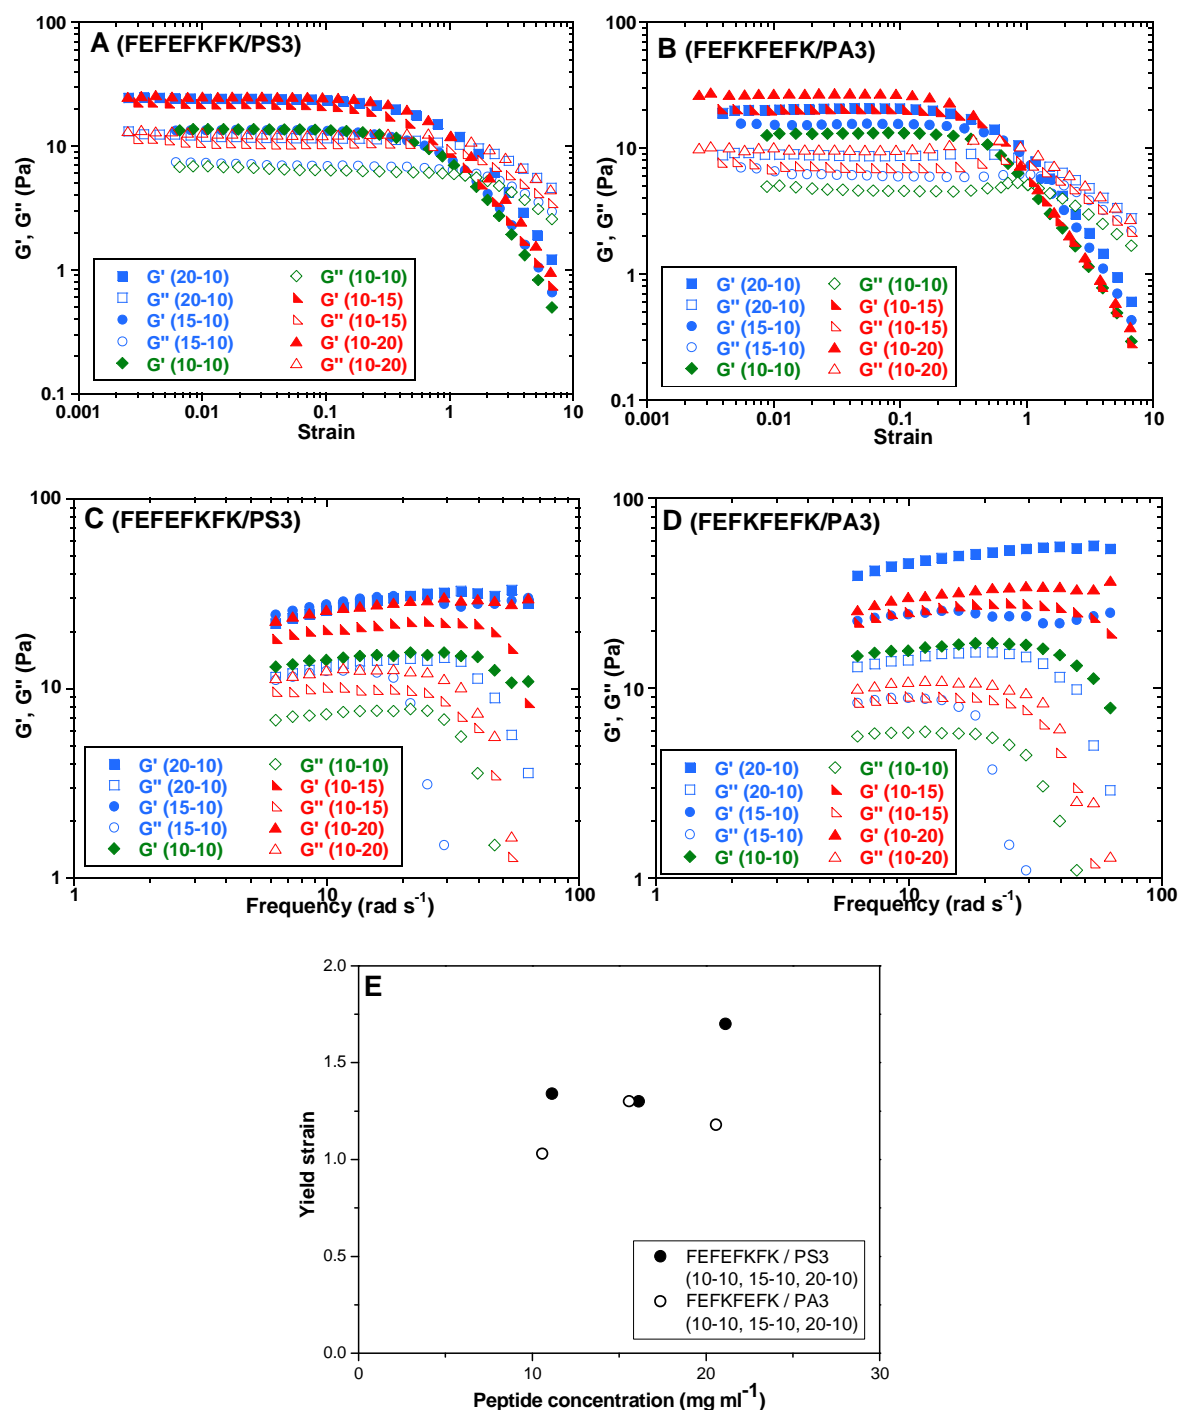 A (FEFEFKFK/PS3)
100
10
1
0.1
G', G'' (Pa)
G' (20-10)
G'' (20-10)
G' (15-10)
G'' (15-10)
G' (10-10)
G'' (10-10)
G' (10-15)
G'' (10-15)
G' (10-20)
G'' (10-20)
0.001 0.01 0.1 1 10
Strain
B (FEFKFEFK/PA3)
100
10
1
0.1
G', G'' (Pa)
G' (20-10)
G'' (20-10)
G' (15-10)
G'' (15-10)
G' (10-10)
G'' (10-10)
G' (10-15)
G'' (10-15)
G' (10-20)
G'' (10-20)
0.001 0.01 0.1 1 10
Strain
C (FEFEFKFK/PS3)
100
10
1
G', G'' (Pa)
G' (20-10)
G'' (20-10)
G' (15-10)
G'' (15-10)
G' (10-10)
G'' (10-10)
G' (10-15)
G'' (10-15)
G' (10-20)
G'' (10-20)
1 10 100
Frequency (rad s⁻¹)
D (FEFKFEFK/PA3)
100
10
1
G', G'' (Pa)
G' (20-10)
G'' (20-10)
G' (15-10)
G'' (15-10)
G' (10-10)
G'' (10-10)
G' (10-15)
G'' (10-15)
G' (10-20)
G'' (10-20)
1 10 100
Frequency (rad s⁻¹)
E
2.0
1.5
1.0
0.5
0.0
Yield strain
FEFEFKFK / PS3
(10-10, 15-10, 20-10)
FEFKFEFK / PA3
(10-10, 15-10, 20-10)
0 10 20 30
Peptide concentration (mg ml⁻¹)